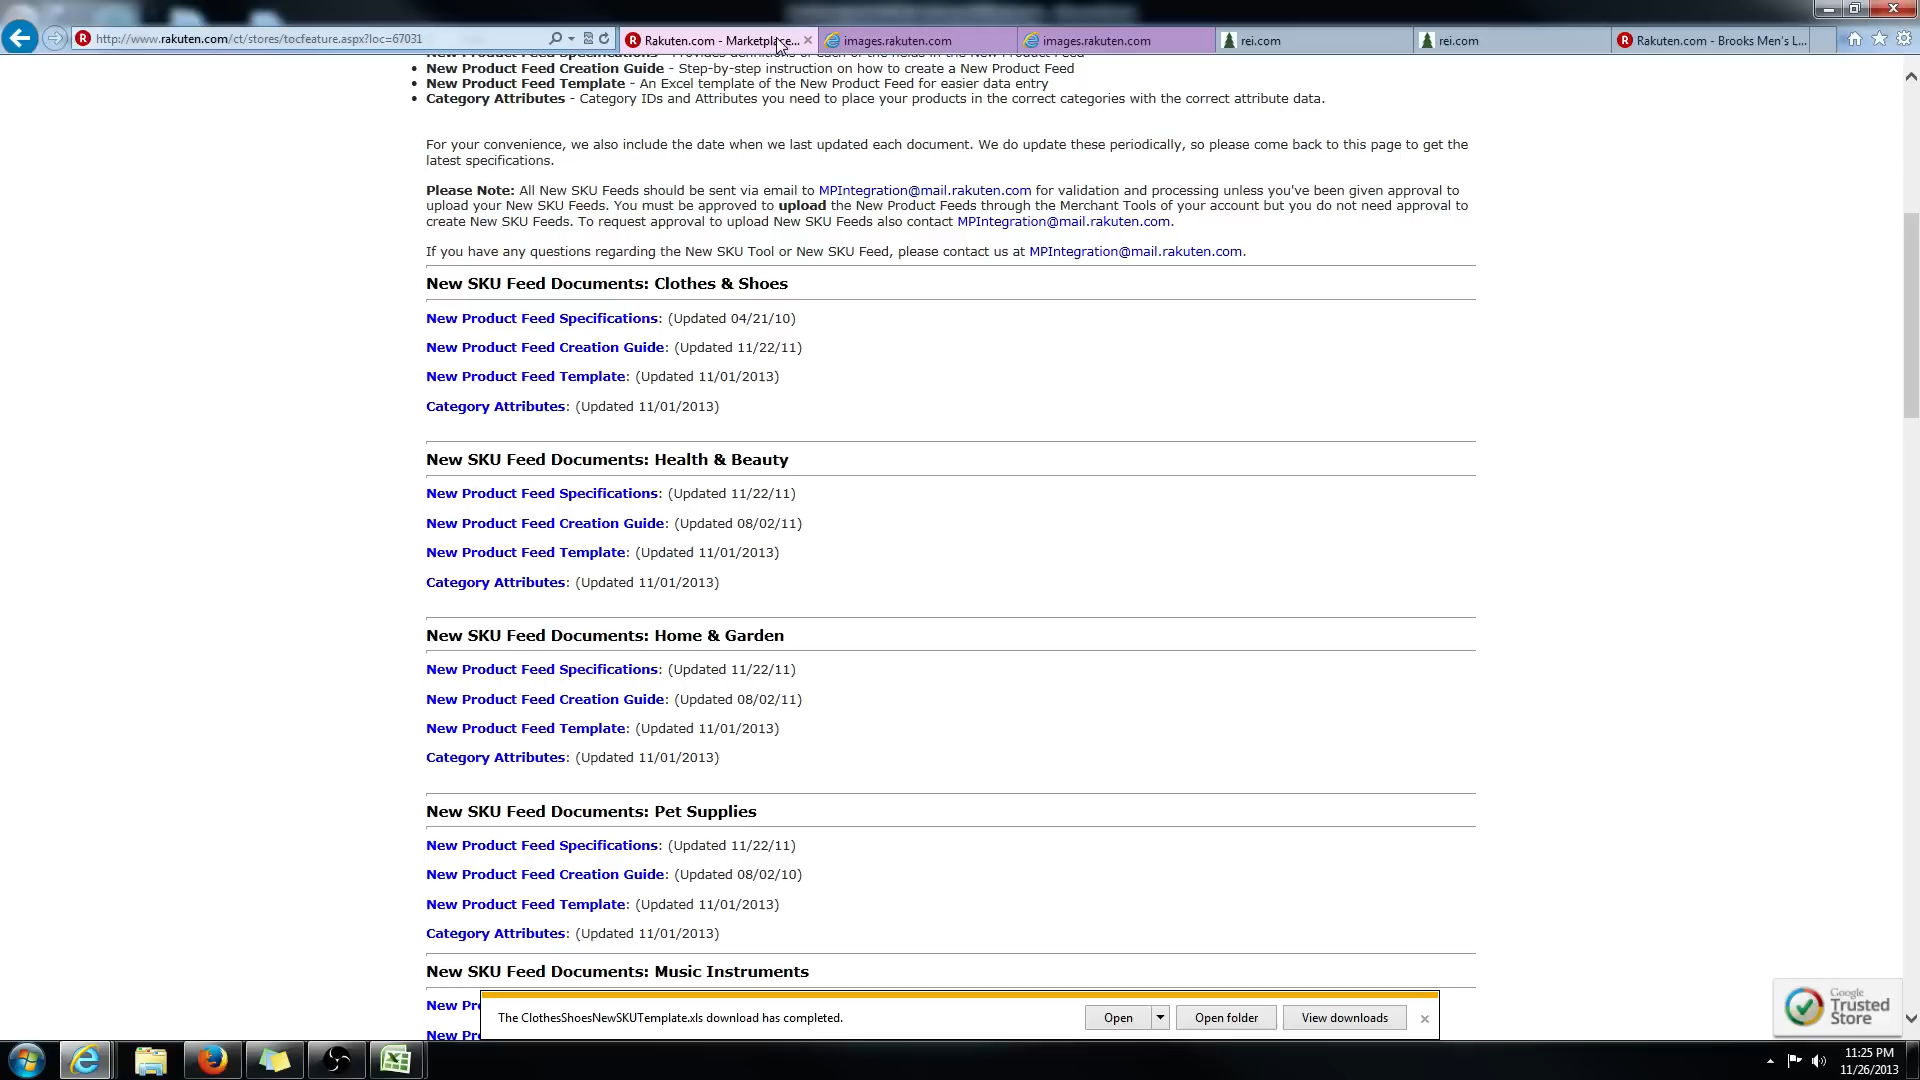 http://www.rakuten.com/ct/stores/tocfeature.aspx?loc=67031
Rakuten.com - Marketplace...
images.rakuten.com
images.rakuten.com
rei.com
rei.com
Rakuten.com - Brooks Men's L...
New Product Feed Specifications - Provides definitions of each of the fields in the New Product Feed
• New Product Feed Creation Guide - Step-by-step instruction on how to create a New Product Feed
• New Product Feed Template - An Excel template of the New Product Feed for easier data entry
• Category Attributes - Category IDs and Attributes you need to place your products in the correct categories with the correct attribute data.
For your convenience, we also include the date when we last updated each document. We do update these periodically, so please come back to this page to get the
latest specifications.
Please Note: All New SKU Feeds should be sent via email to MPIntegration@mail.rakuten.com for validation and processing unless you've been given approval to
upload your New SKU Feeds. You must be approved to upload the New Product Feeds through the Merchant Tools of your account but you do not need approval to
create New SKU Feeds. To request approval to upload New SKU Feeds also contact MPIntegration@mail.rakuten.com.
If you have any questions regarding the New SKU Tool or New SKU Feed, please contact us at MPIntegration@mail.rakuten.com.
New SKU Feed Documents: Clothes & Shoes
New Product Feed Specifications: (Updated 04/21/10)
New Product Feed Creation Guide: (Updated 11/22/11)
New Product Feed Template: (Updated 11/01/2013)
Category Attributes: (Updated 11/01/2013)
New SKU Feed Documents: Health & Beauty
New Product Feed Specifications: (Updated 11/22/11)
New Product Feed Creation Guide: (Updated 08/02/11)
New Product Feed Template: (Updated 11/01/2013)
Category Attributes: (Updated 11/01/2013)
New SKU Feed Documents: Home & Garden
New Product Feed Specifications: (Updated 11/22/11)
New Product Feed Creation Guide: (Updated 08/02/11)
New Product Feed Template: (Updated 11/01/2013)
Category Attributes: (Updated 11/01/2013)
New SKU Feed Documents: Pet Supplies
New Product Feed Specifications: (Updated 11/22/11)
New Product Feed Creation Guide: (Updated 08/02/10)
New Product Feed Template: (Updated 11/01/2013)
Category Attributes: (Updated 11/01/2013)
New SKU Feed Documents: Music Instruments
New Pr
New Pr
The ClothesShoesNewSKUTemplate.xls download has completed.
Open
Open folder
View downloads
Google
Trusted
Store
11:25 PM
11/26/2013